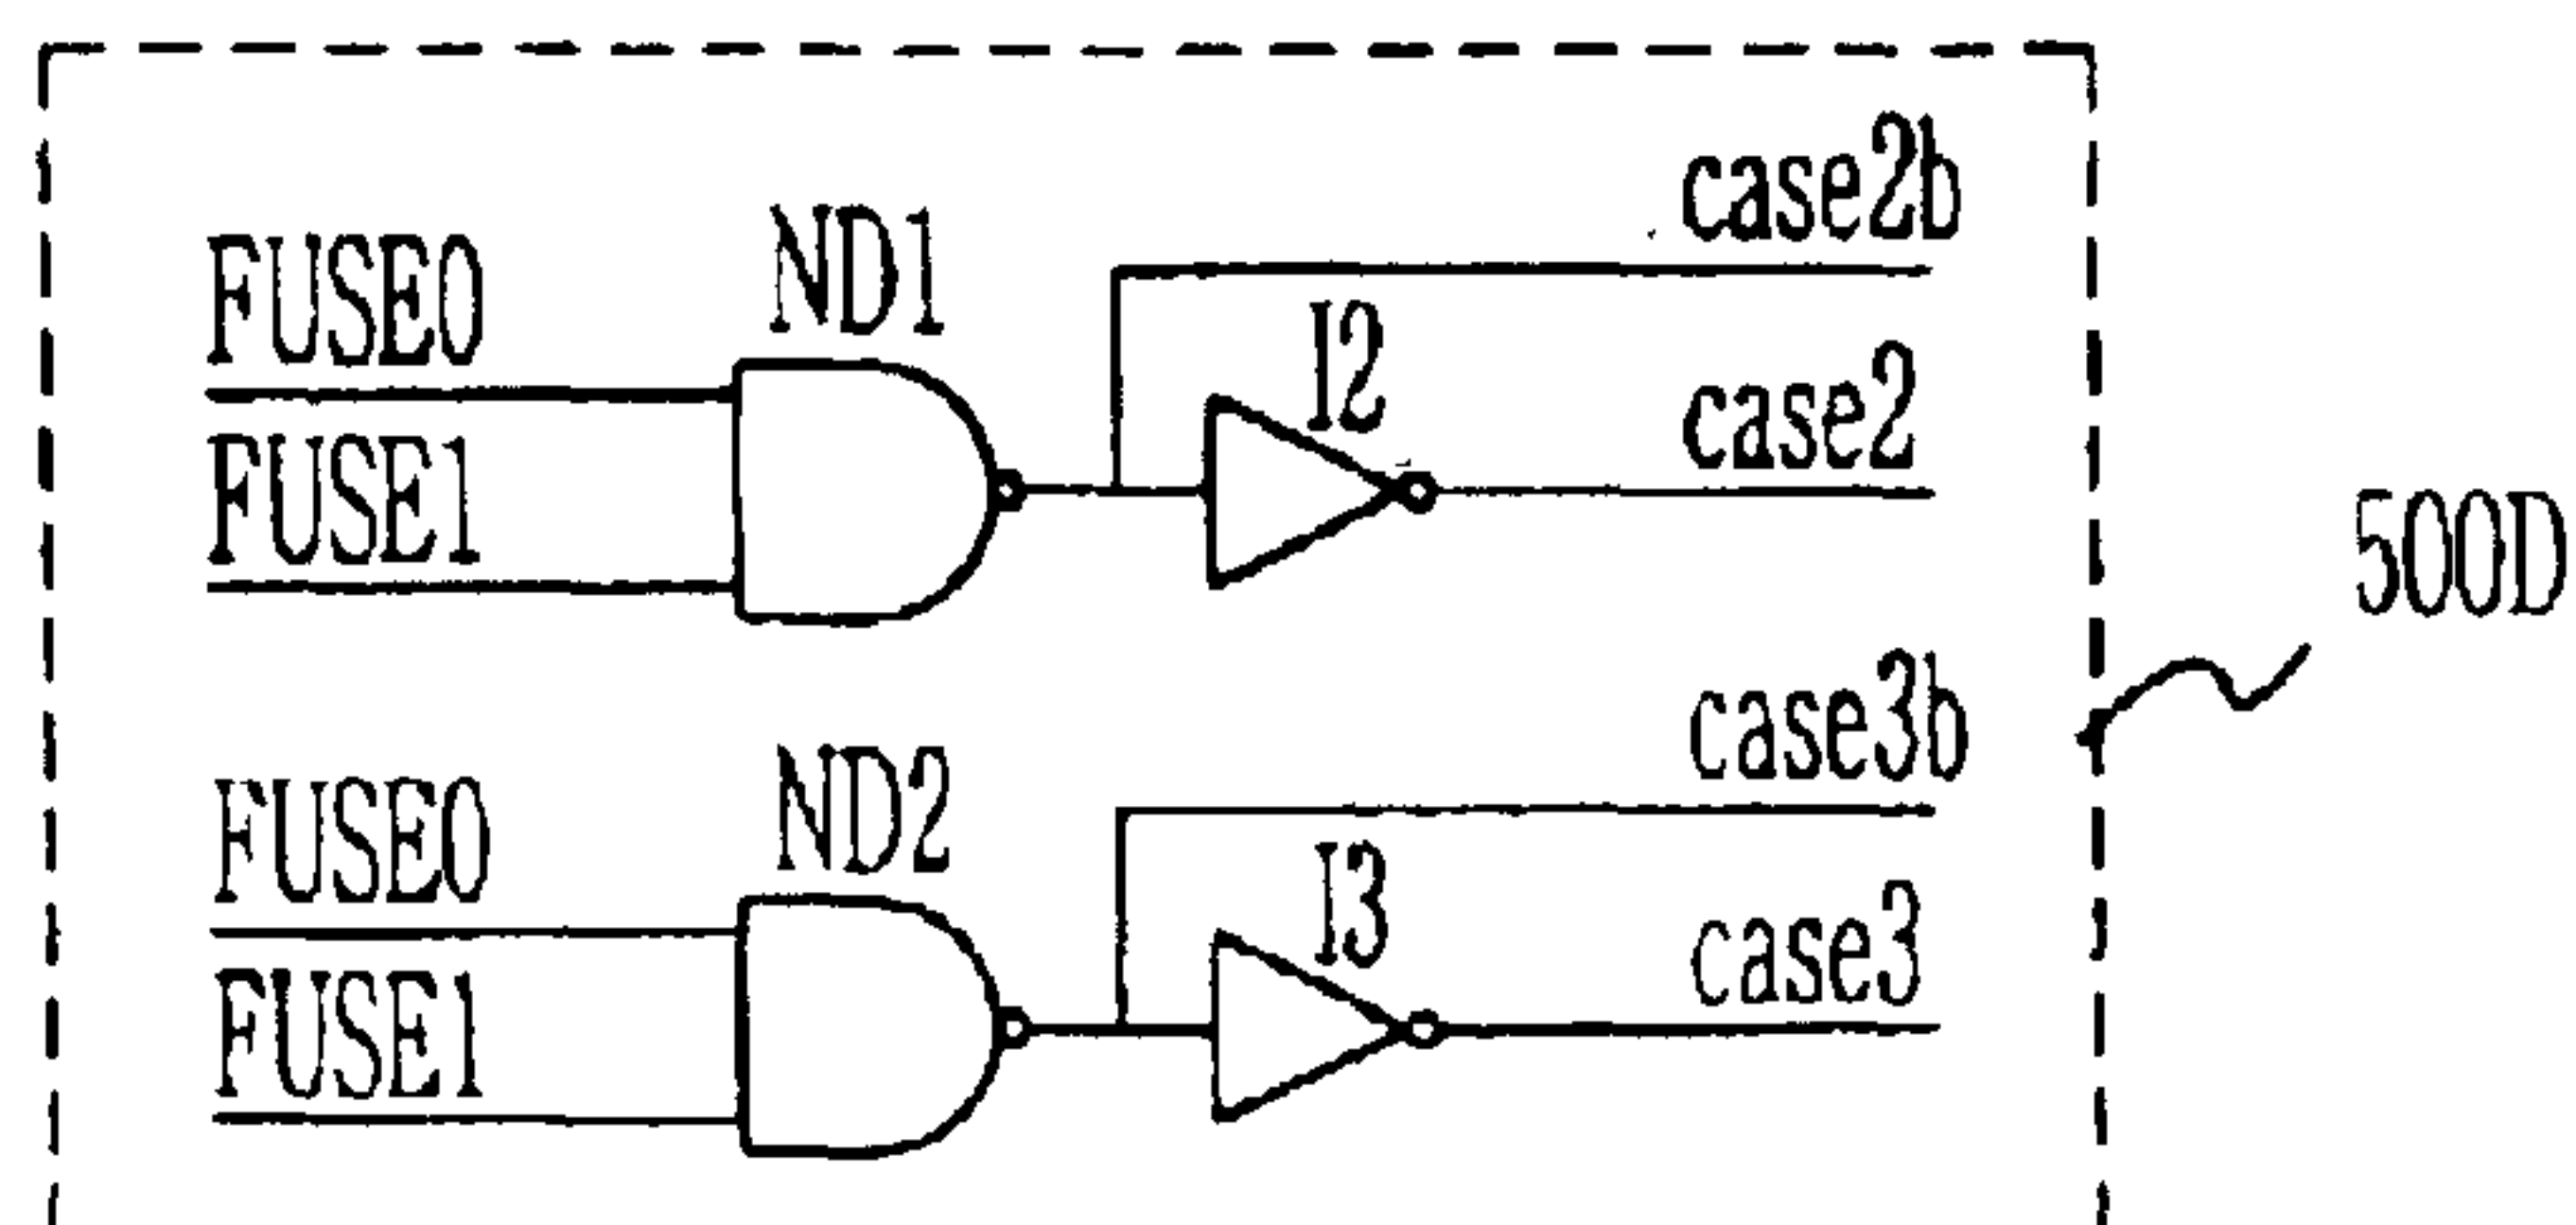 case2b
ND1
FUSE0
I2
case2
FUSE1
500D
case3b
ND2
FUSE0
I3
case3
FUSE1